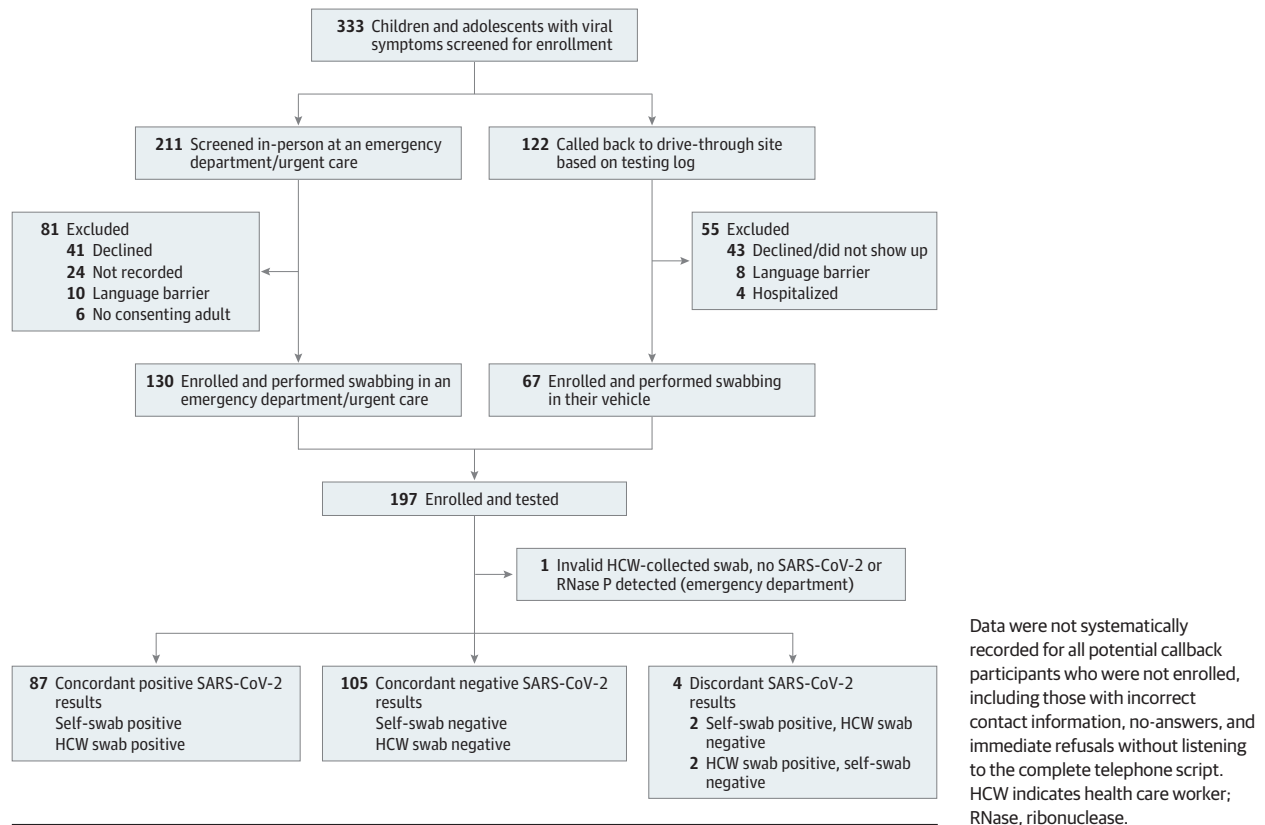 333 Children and adolescents with viral
symptoms screened for enrollment
211 Screened in-person at an emergency
department/urgent care
122 Called back to drive-through site
based on testing log
81 Excluded
41 Declined
24 Not recorded
10 Language barrier
6 No consenting adult
55 Excluded
43 Declined/did not show up
8 Language barrier
4 Hospitalized
130 Enrolled and performed swabbing in an
emergency department/urgent care
67 Enrolled and performed swabbing
in their vehicle
197 Enrolled and tested
1 Invalid HCW-collected swab, no SARS-CoV-2 or
RNase P detected (emergency department)
87 Concordant positive SARS-CoV-2
results
Self-swab positive
HCW swab positive
105 Concordant negative SARS-CoV-2
results
Self-swab negative
HCW swab negative
4 Discordant SARS-CoV-2
results
2 Self-swab positive, HCW swab
negative
2 HCW swab positive, self-swab
negative
Data were not systematically
recorded for all potential callback
participants who were not enrolled,
including those with incorrect
contact information, no-answers, and
immediate refusals without listening
to the complete telephone script.
HCW indicates health care worker;
RNase, ribonuclease.